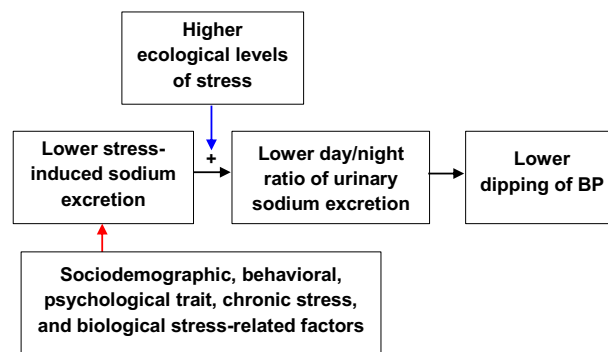 Higher
ecological levels
of stress
+
Lower stress-
induced sodium
excretion
Lower day/night
ratio of urinary
sodium excretion
Lower
dipping of BP
Sociodemographic, behavioral,
psychological trait, chronic stress,
and biological stress-related factors